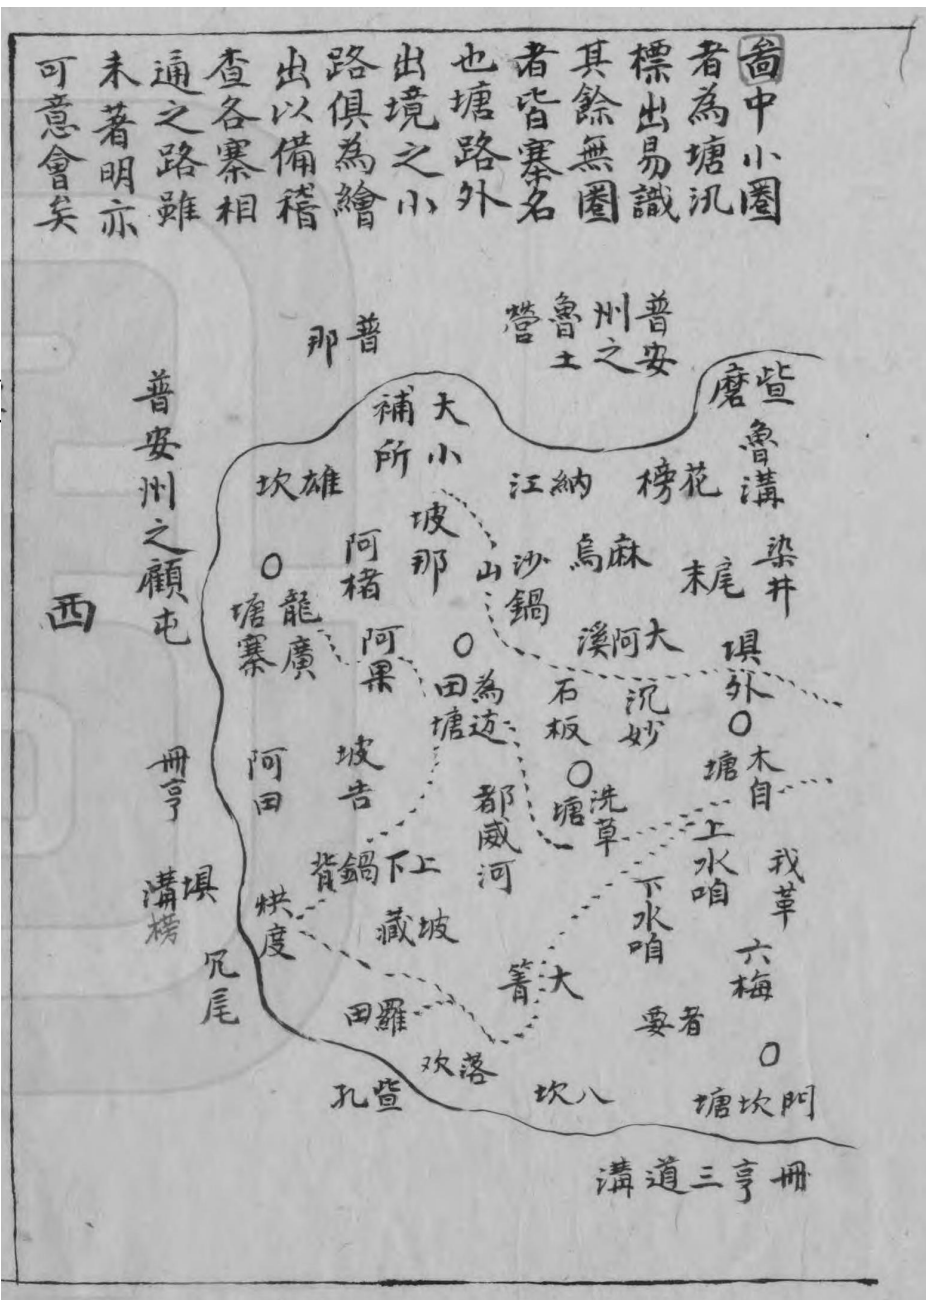 啚中小圈
者為塘汛
標出易識
其餘無圈
者皆寨名
也塘路外
出境之小
路俱為繪
出以備稽
查各寨相
通之路雖
未著明亦
可意會矣
普安州之魯土營
普那
普安州之顧屯
西
冊亨
壩溝榜
冗尾
孔
冊亨三道溝
磨
魯溝
染井
花榜
納江
大小補所
雄坎
尾末
麻烏
沙鍋山
坡那
阿楮
龍廣塘寨
阿果
大阿溪
壩外
沉妙
石板
為迯田塘
木自塘
洗草塘
都威河
坡告
阿田
上水咱
下水咱
我革
六梅
者要
門坎塘
八坎
大箐
落欢
羅田
坡藏
上下鍋背
烘度